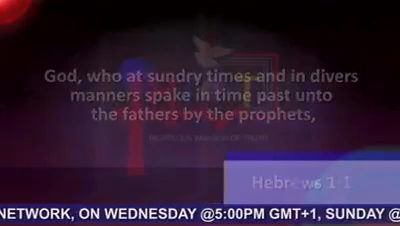 God, who at sundry times and in divers
manners spake in time past unto
the fathers by the prophets,
Hebrews 1:1
NETWORK, ON WEDNESDAY @5:00PM GMT+1, SUNDAY @